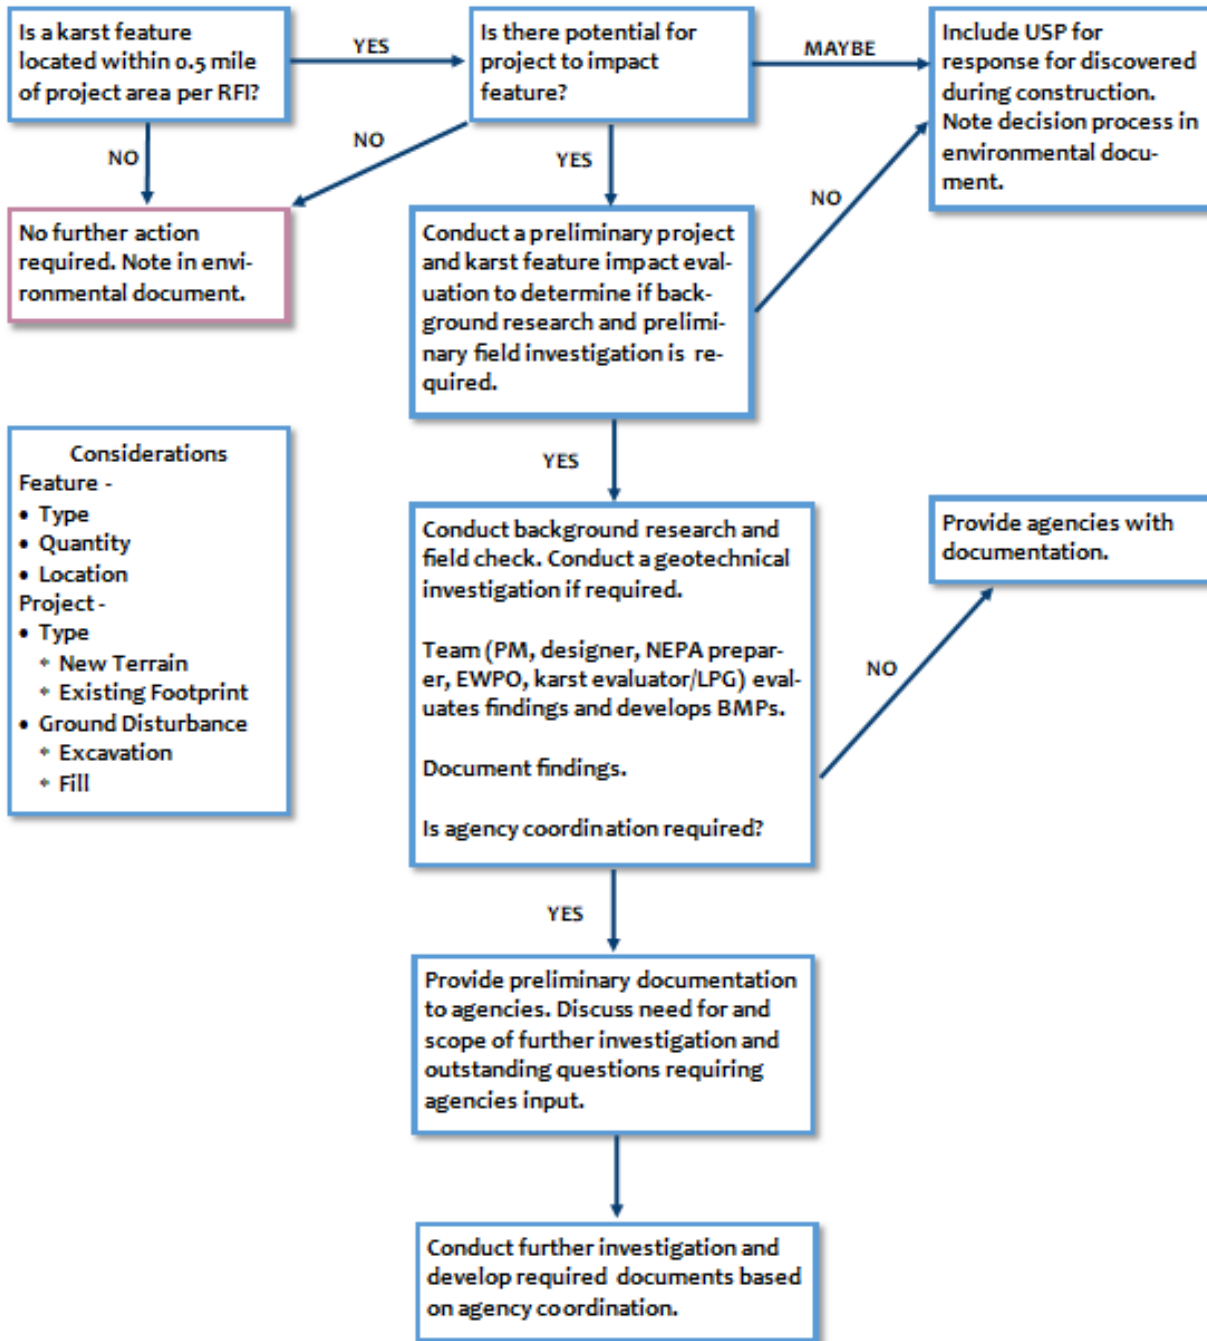 Is a karst feature
located within 0.5 mile
of project area per RFI?
YES
Is there potential for
project to impact
feature?
MAYBE
Include USP for
response for discovered
during construction.
Note decision process in
environmental docu-
ment.
NO
NO
YES
NO
No further action
required. Note in envi-
ronmental document.
Conduct a preliminary project
and karst feature impact eval-
uation to determine if back-
ground research and prelimi-
nary field investigation is re-
quired.
YES
Considerations
Feature -
• Type
• Quantity
• Location
Project -
• Type
* New Terrain
* Existing Footprint
• Ground Disturbance
* Excavation
* Fill
Conduct background research and
field check. Conduct a geotechnical
investigation if required.
Team (PM, designer, NEPA prepar-
er, EWPO, karst evaluator/LPG) eval-
uates findings and develops BMPs.
Document findings.
Is agency coordination required?
NO
Provide agencies with
documentation.
YES
Provide preliminary documentation
to agencies. Discuss need for and
scope of further investigation and
outstanding questions requiring
agencies input.
Conduct further investigation and
develop required documents based
on agency coordination.